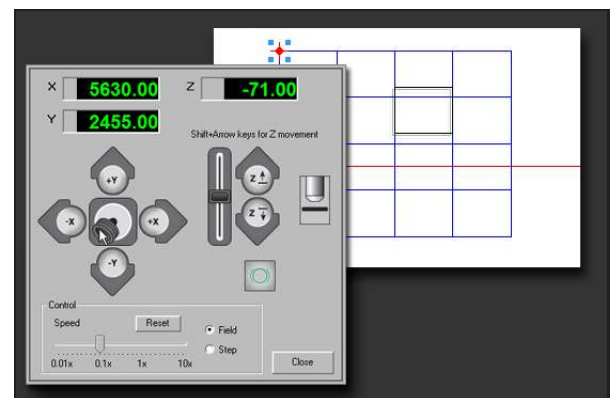 X 5630.00 Z -71.00
Y 2455.00
Shift+Arrow keys for Z movement
+Y
Z
-X +X
Z
-Y
Control
Speed Reset Field
Step
0.01x 0.1x 1x 10x Close